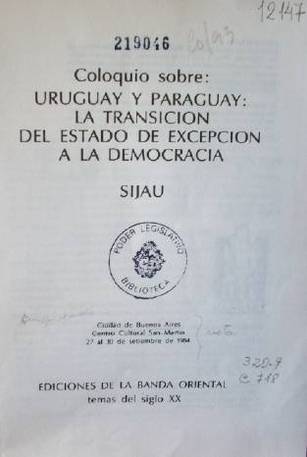 12147
219046
Coloquio sobre:
URUGUAY Y PARAGUAY:
LA TRANSICION
DEL ESTADO DE EXCEPCION
A LA DEMOCRACIA
SIJAU
PODER LEGISLATIVO
BIBLIOTECA
Ciudad de Buenos Aires
Centro Cultural San Martín
27 al 30 de setiembre de 1984
320.9
C 718
EDICIONES DE LA BANDA ORIENTAL
temas del siglo XX